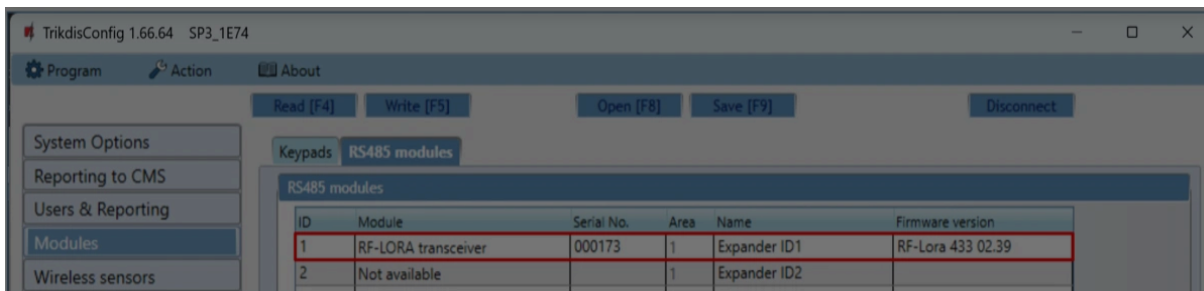 TrikdisConfig 1.66.64 SP3_1E74
Program Action About
Read [F4] Write [F5] Open [F8] Save [F9] Disconnect
System Options
Keypads RS485 modules
Reporting to CMS
RS485 modules
Users & Reporting
ID Module Serial No. Area Name Firmware version
Modules
1 RF-LORA transceiver 000173 1 Expander ID1 RF-Lora 433 02.39
Wireless sensors
2 Not available 1 Expander ID2